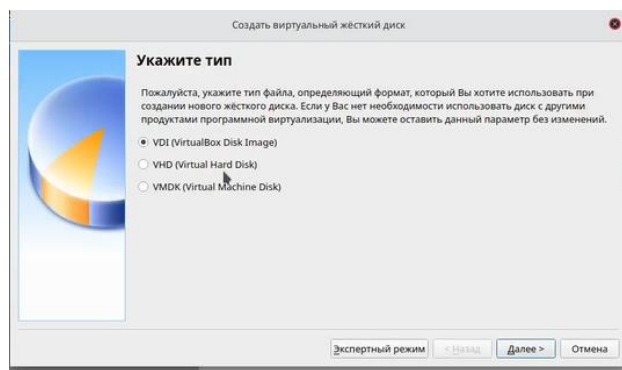 Создать виртуальный жёсткий диск
Укажите тип
Пожалуйста, укажите тип файла, определяющий формат, который Вы хотите использовать при
создании нового жёсткого диска. Если у Вас нет необходимости использовать диск с другими
продуктами программной виртуализации, Вы можете оставить данный параметр без изменений.
VDI (VirtualBox Disk Image)
VHD (Virtual Hard Disk)
VMDK (Virtual Machine Disk)
Экспертный режим < Назад Далее > Отмена